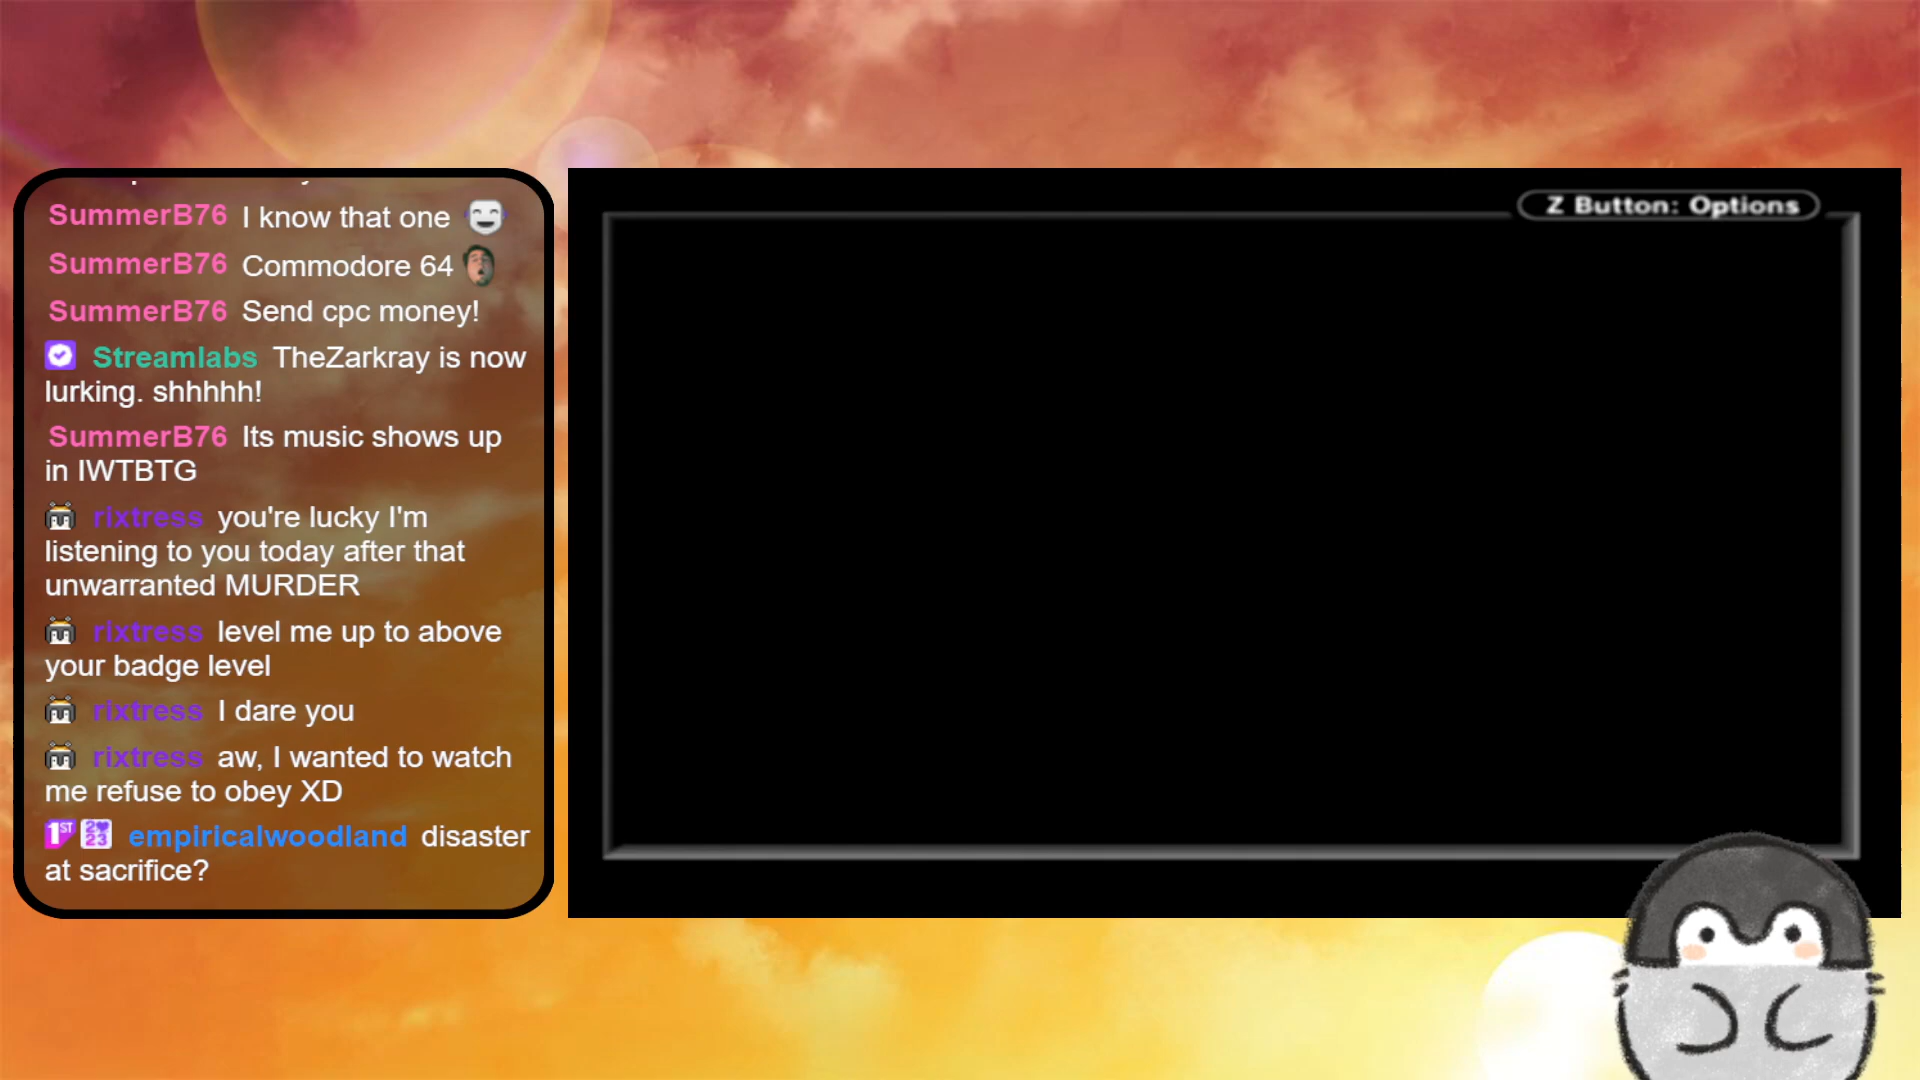 SummerB76 I know that one
SummerB76 Commodore 64
SummerB76 Send cpc money!
Streamlabs TheZarkray is now
lurking. shhhhh!
SummerB76 Its music shows up
in IWTBTG
rixtress you're lucky I'm
listening to you today after that
unwarranted MURDER
rixtress level me up to above
your badge level
rixtress I dare you
rixtress aw, I wanted to watch
me refuse to obey XD
1ST 23 empiricalwoodland disaster
at sacrifice?
Z Button: Options